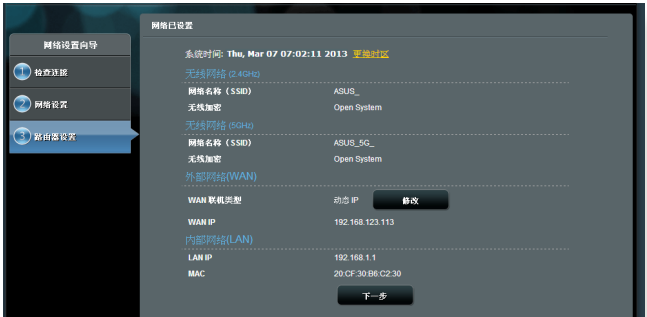 网络设置向导
1 检查连接
2 网络设置
3 路由器设置
网络已设置
系统时间: Thu, Mar 07 07:02:11 2013 更换时区
无线网络 (2.4GHz)
网络名称（SSID） ASUS_
无线加密 Open System
无线网络 (5GHz)
网络名称（SSID） ASUS_5G_
无线加密 Open System
外部网络(WAN)
WAN 联机类型 动态 IP 修改
WAN IP 192.168.123.113
内部网络(LAN)
LAN IP 192.168.1.1
MAC 20:CF:30:B6:C2:30
下一步